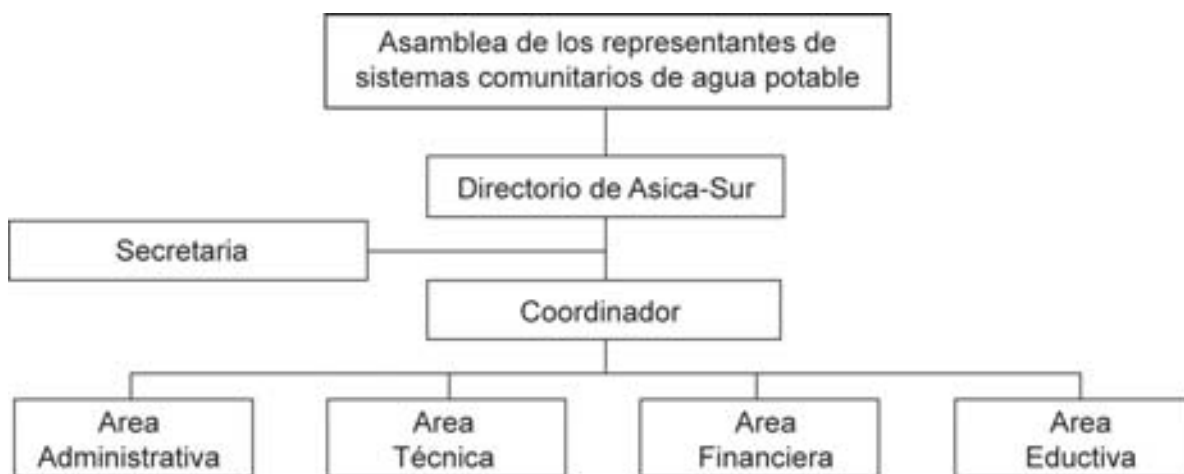 Asamblea de los representantes de
sistemas comunitarios de agua potable
Directorio de Asica-Sur
Secretaria
Coordinador
Area
Administrativa
Area
Técnica
Area
Financiera
Area
Eductiva